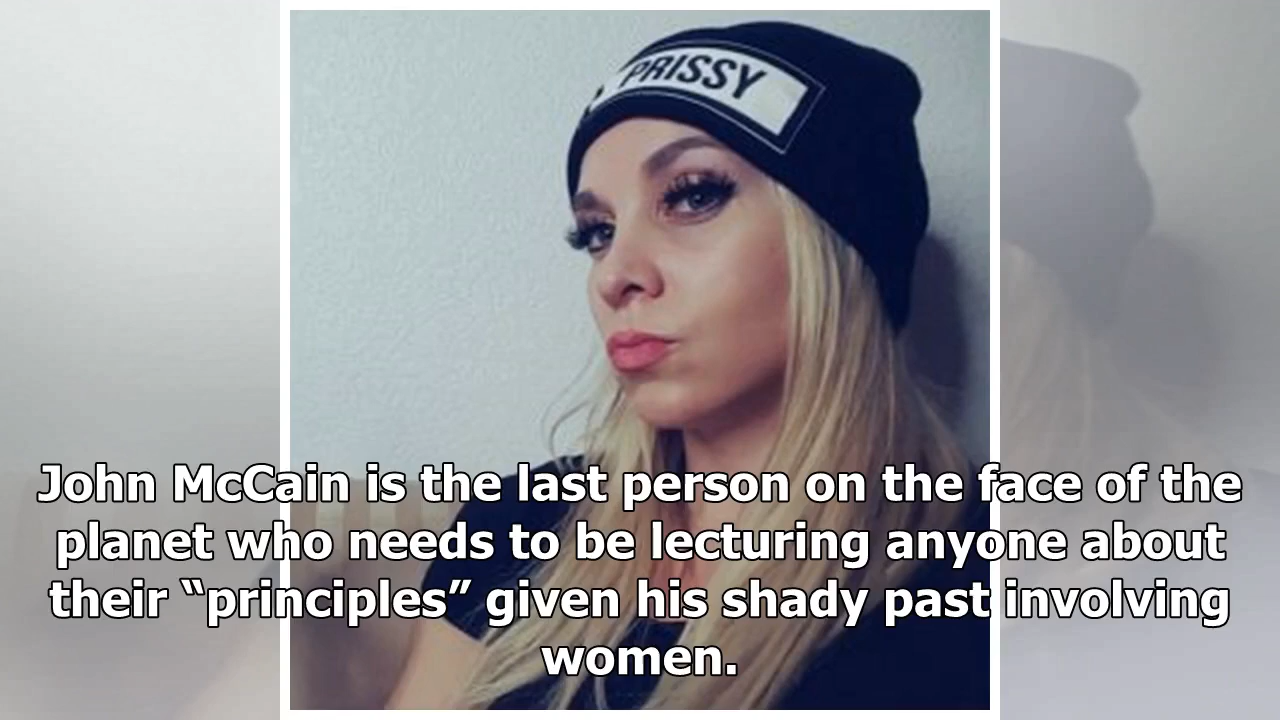 PRISSY
John McCain is the last person on the face of the
planet who needs to be lecturing anyone about
their “principles” given his shady past involving
women.